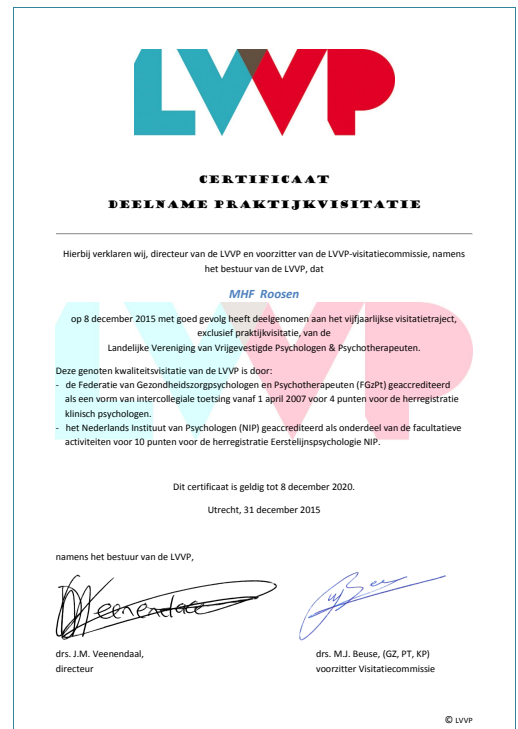 LVVP
CERTIFICAAT
DEELNAME PRAKTIJKVISITATIE
Hierbij verklaren wij, directeur van de LVVP en voorzitter van de LVVP-visitatiecommissie, namens
het bestuur van de LVVP, dat
MHF Roosen
op 8 december 2015 met goed gevolg heeft deelgenomen aan het vijfjaarlijkse visitatietraject,
exclusief praktijkvisitatie, van de
Landelijke Vereniging van Vrijgevestigde Psychologen & Psychotherapeuten.
Deze genoten kwaliteitsvisitatie van de LVVP is door:
- de Federatie van Gezondheidszorgpsychologen en Psychotherapeuten (FGzPt) geaccrediteerd
als een vorm van intercollegiale toetsing vanaf 1 april 2007 voor 4 punten voor de herregistratie
klinisch psychologen.
- het Nederlands Instituut van Psychologen (NIP) geaccrediteerd als onderdeel van de facultatieve
activiteiten voor 10 punten voor de herregistratie Eerstelijnspsychologie NIP.
Dit certificaat is geldig tot 8 december 2020.
Utrecht, 31 december 2015
namens het bestuur van de LVVP,
drs. J.M. Veenendaal,
directeur
drs. M.J. Beuse, (GZ, PT, KP)
voorzitter Visitatiecommissie
© LVVP